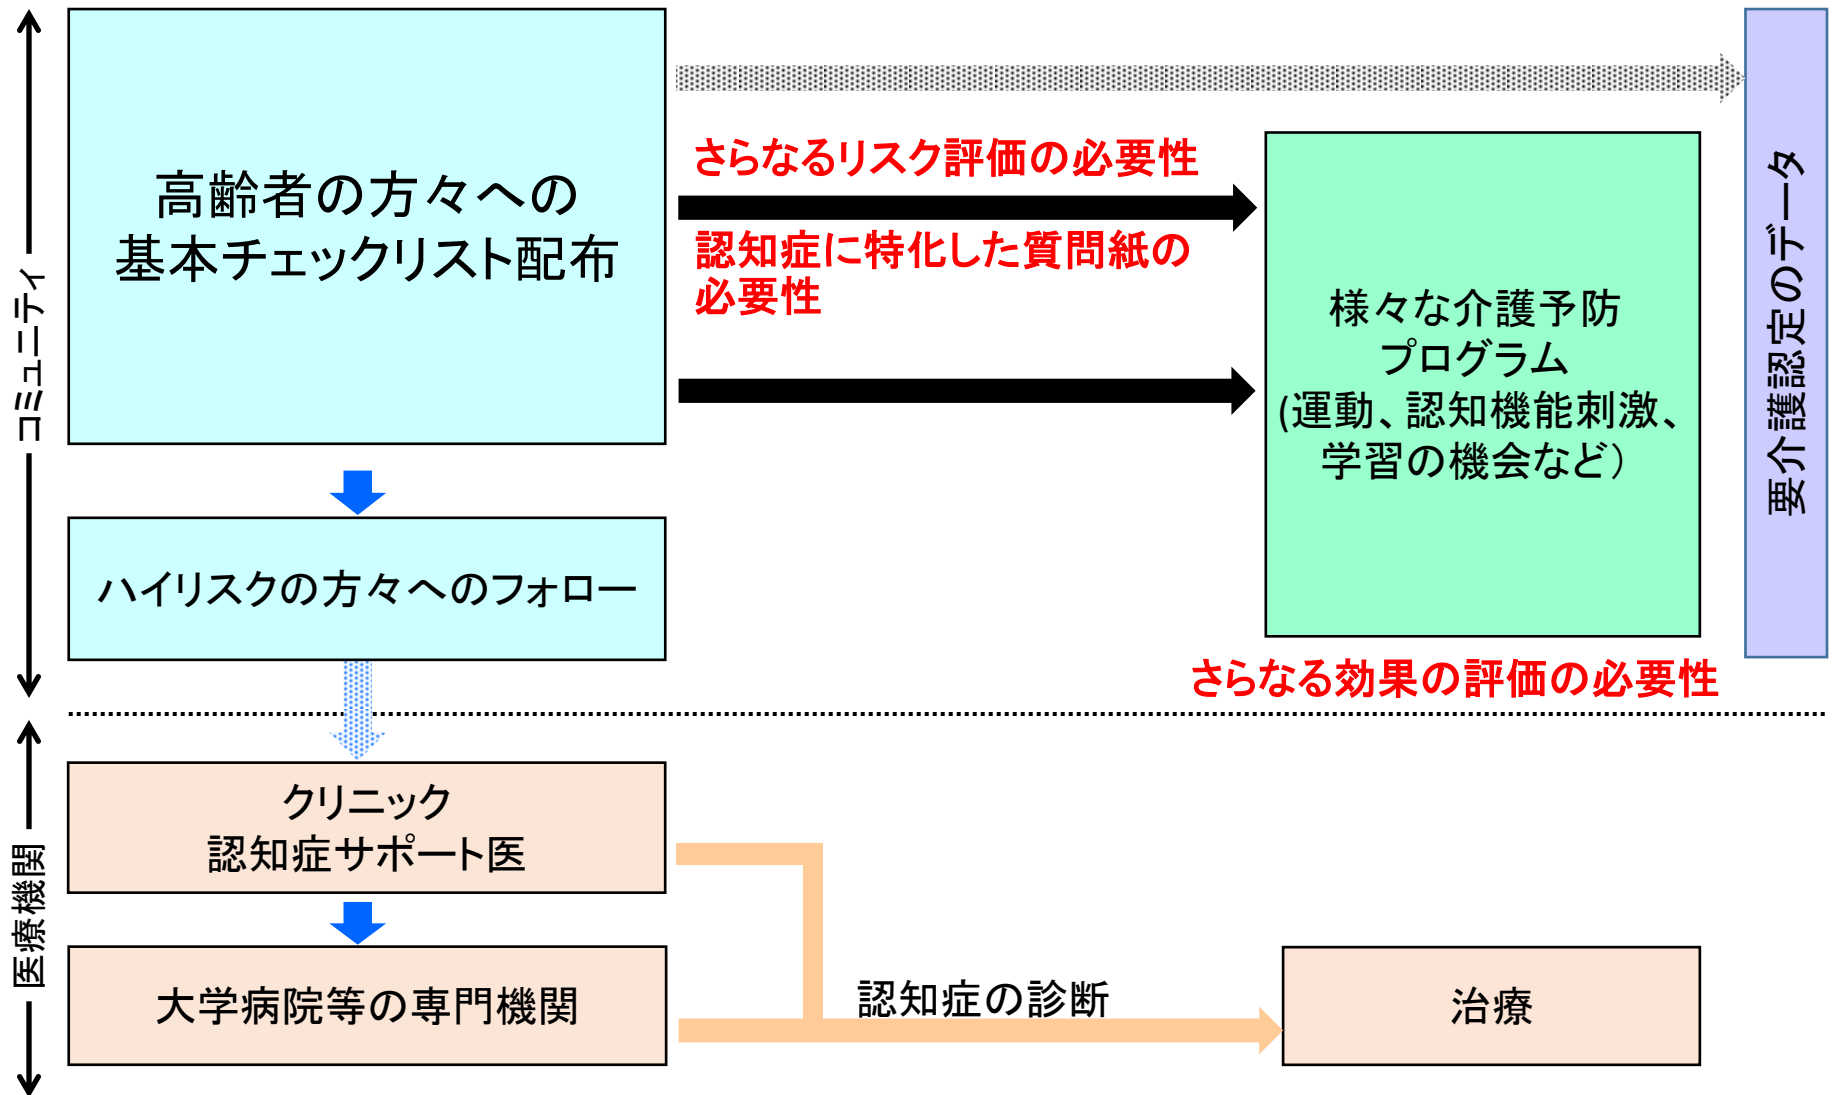 コミュニティ
高齢者の方々への
基本チェックリスト配布
さらなるリスク評価の必要性
認知症に特化した質問紙の
必要性
様々な介護予防
プログラム
(運動、認知機能刺激、
学習の機会など）
要介護認定のデータ
ハイリスクの方々へのフォロー
さらなる効果の評価の必要性
医療機関
クリニック
認知症サポート医
大学病院等の専門機関
認知症の診断
治療